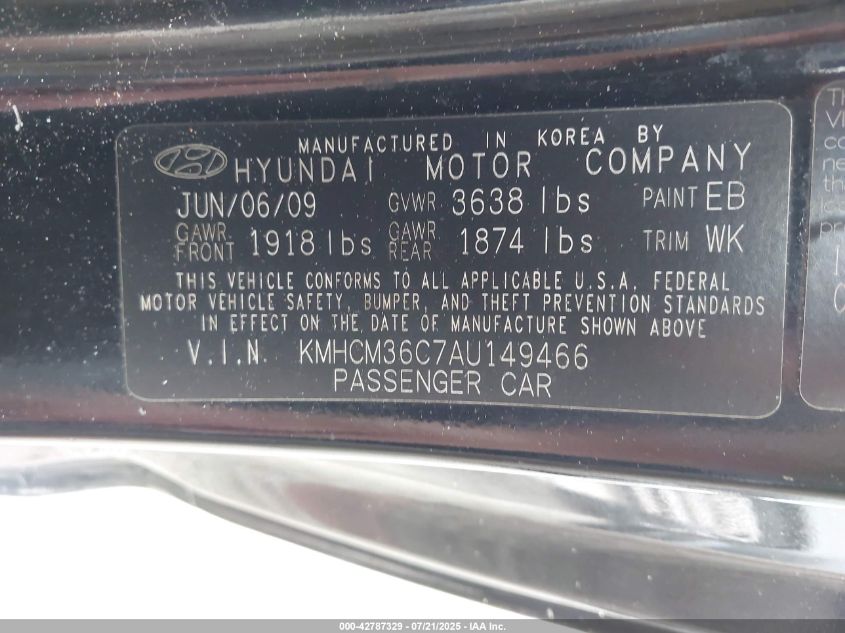 MANUFACTURED IN KOREA BY
HYUNDAI MOTOR COMPANY
JUN/06/09 GVWR 3638 lbs PAINT EB
GAWR FRONT 1918 lbs GAWR REAR 1874 lbs TRIM WK
THIS VEHICLE CONFORMS TO ALL APPLICABLE U.S.A. FEDERAL
MOTOR VEHICLE SAFETY, BUMPER, AND THEFT PREVENTION STANDARDS
IN EFFECT ON THE DATE OF MANUFACTURE SHOWN ABOVE
V.I.N. KMHCM36C7AU149466
PASSENGER CAR
000-42787329 - 07/21/2025 - IAA Inc.